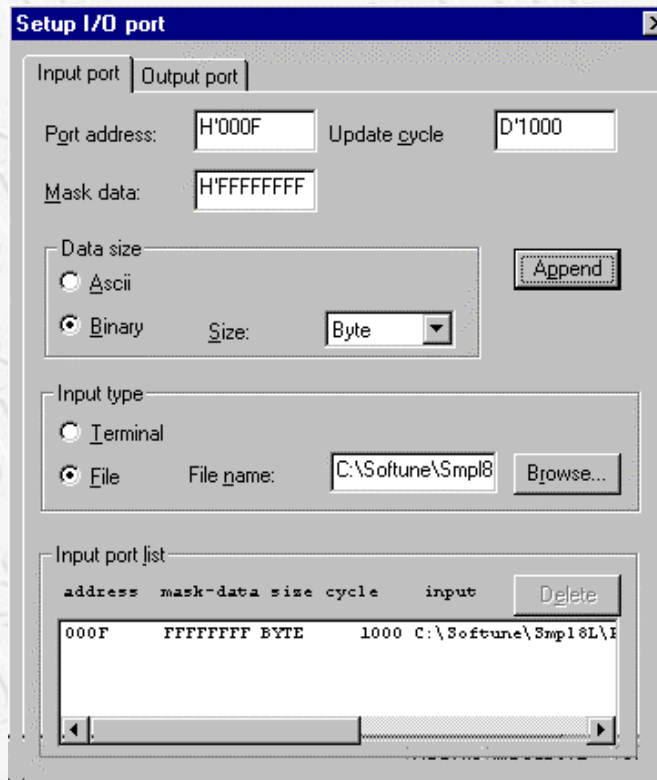 Setup I/O port
Input port Output port
Port address: H'000F Update cycle D'1000
Mask data: H'FFFFFFFF
Data size
Ascii Append
Binary Size: Byte
Input type
Terminal
File File name: C:\Softune\Smpl8 Browse...
Input port list
address mask-data size cycle input Delete
000F FFFFFFFF BYTE 1000 C:\Softune\Smpl8L\